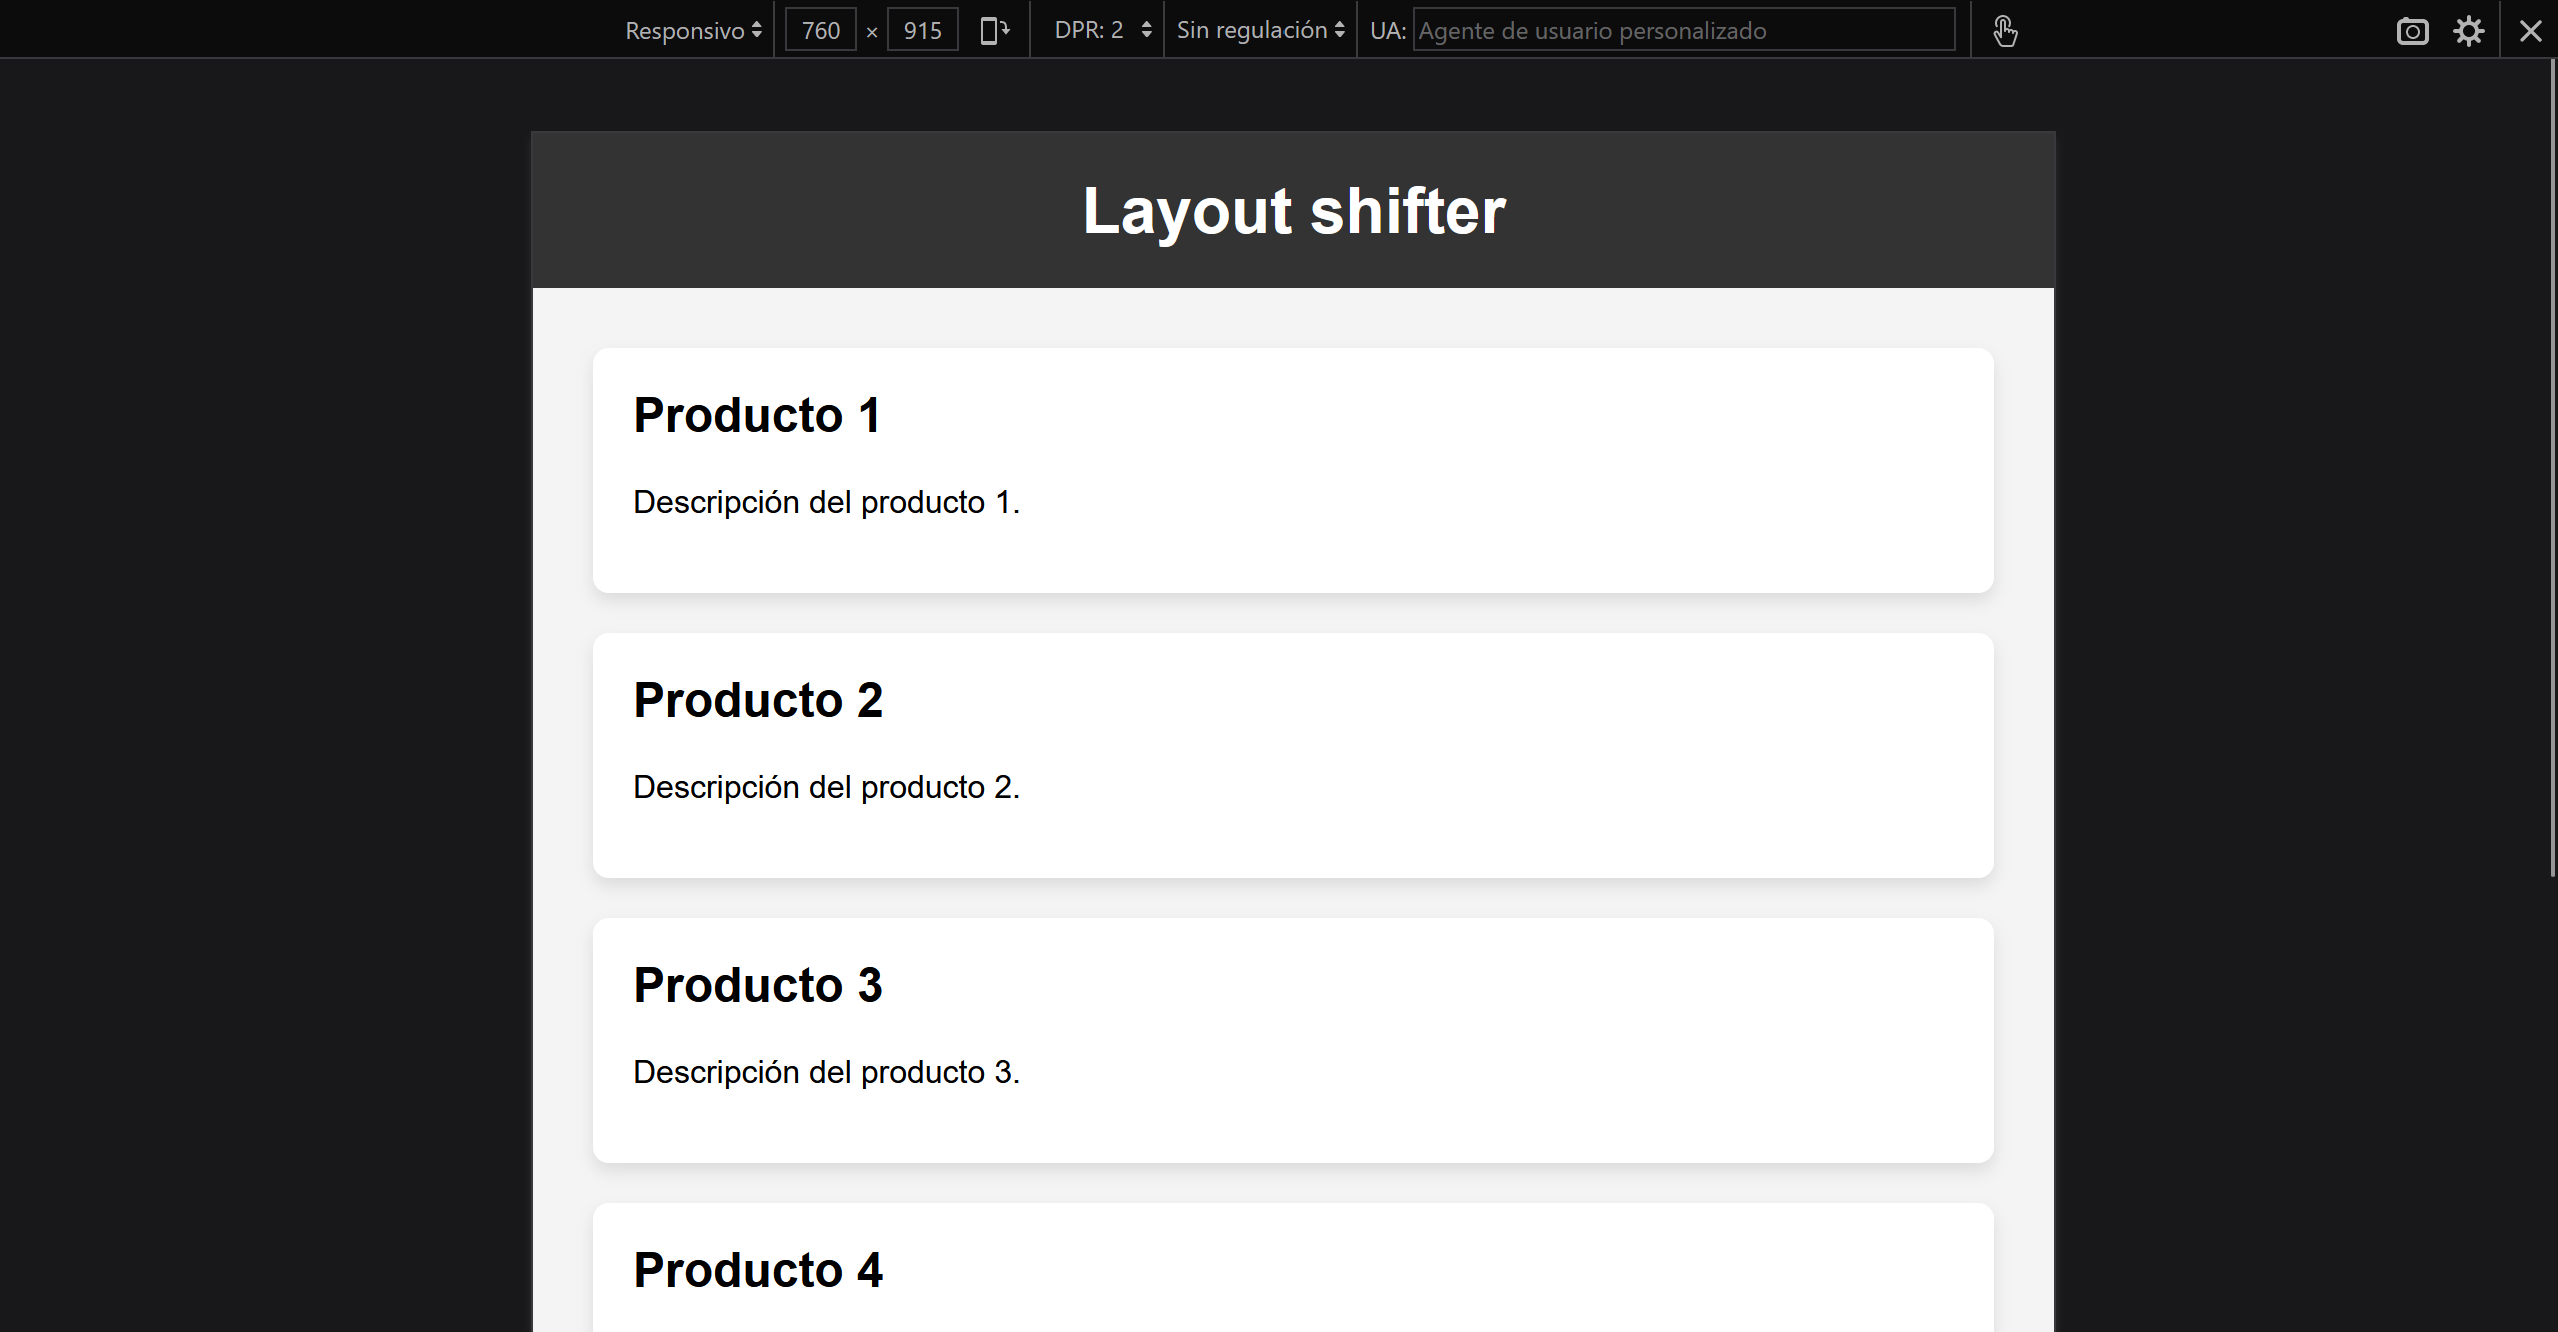 Responsivo 760 × 915 DPR: 2 Sin regulación UA: Agente de usuario personalizado
Layout shifter
Producto 1
Descripción del producto 1.
Producto 2
Descripción del producto 2.
Producto 3
Descripción del producto 3.
Producto 4